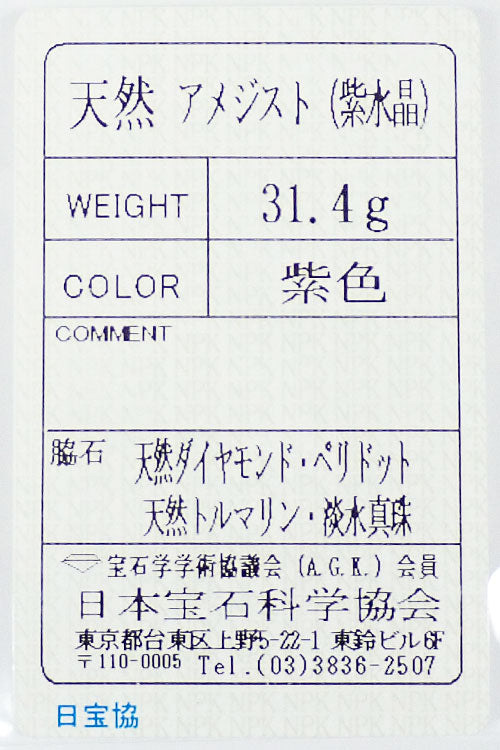 天然 アメジスト (紫水晶)
WEIGHT 31.4g
COLOR 紫色
COMMENT
脇石 天然ダイヤモンド・ペリドット
天然トルマリン・淡水真珠
宝石学学術協議会 (A.G.K.) 会員
日本宝石科学協会
東京都台東区上野5-22-1 東鈴ビル6F
〒110-0005 Tel.(03)3836-2507
日宝協